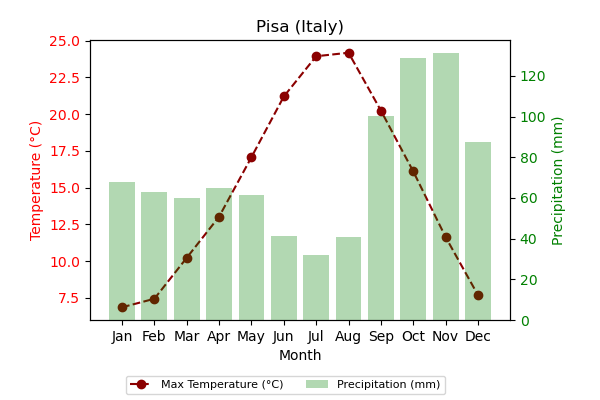 Pisa (Italy)
25.0
22.5
20.0
17.5
15.0
12.5
10.0
7.5
Temperature (°C)
120
100
80
60
40
20
0
Precipitation (mm)
Jan Feb Mar Apr May Jun Jul Aug Sep Oct Nov Dec
Month
Max Temperature (°C) Precipitation (mm)